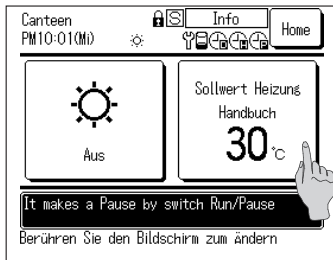 Canteen
S Info
Home
PM10:01(Mi)
Sollwert Heizung
Handbuch
30°C
Aus
It makes a Pause by switch Run/Pause
Berühren Sie den Bildschirm zum Ändern